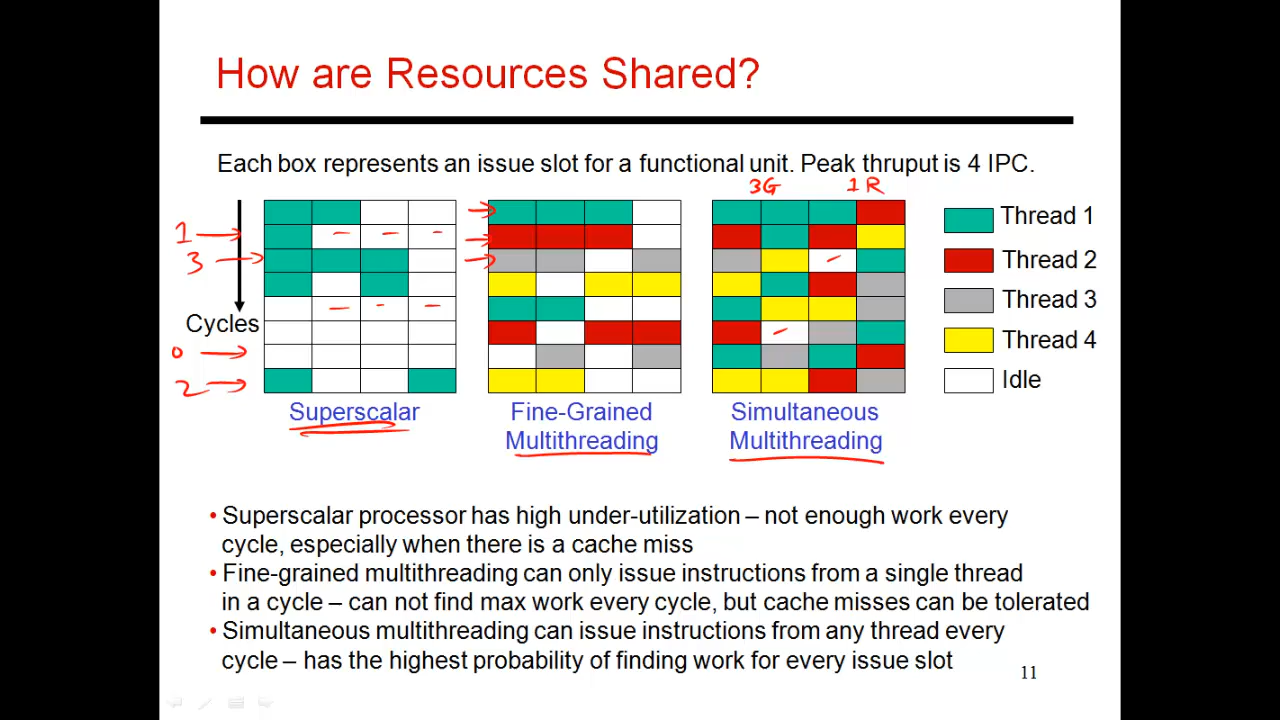 How are Resources Shared?
Each box represents an issue slot for a functional unit. Peak thruput is 4 IPC.
3G 1R
Thread 1
1
Thread 2
3
Thread 3
Cycles
Thread 4
0
Idle
2
Superscalar
Fine-Grained
Multithreading
Simultaneous
Multithreading
• Superscalar processor has high under-utilization – not enough work every
cycle, especially when there is a cache miss
• Fine-grained multithreading can only issue instructions from a single thread
in a cycle – can not find max work every cycle, but cache misses can be tolerated
• Simultaneous multithreading can issue instructions from any thread every
cycle – has the highest probability of finding work for every issue slot
11